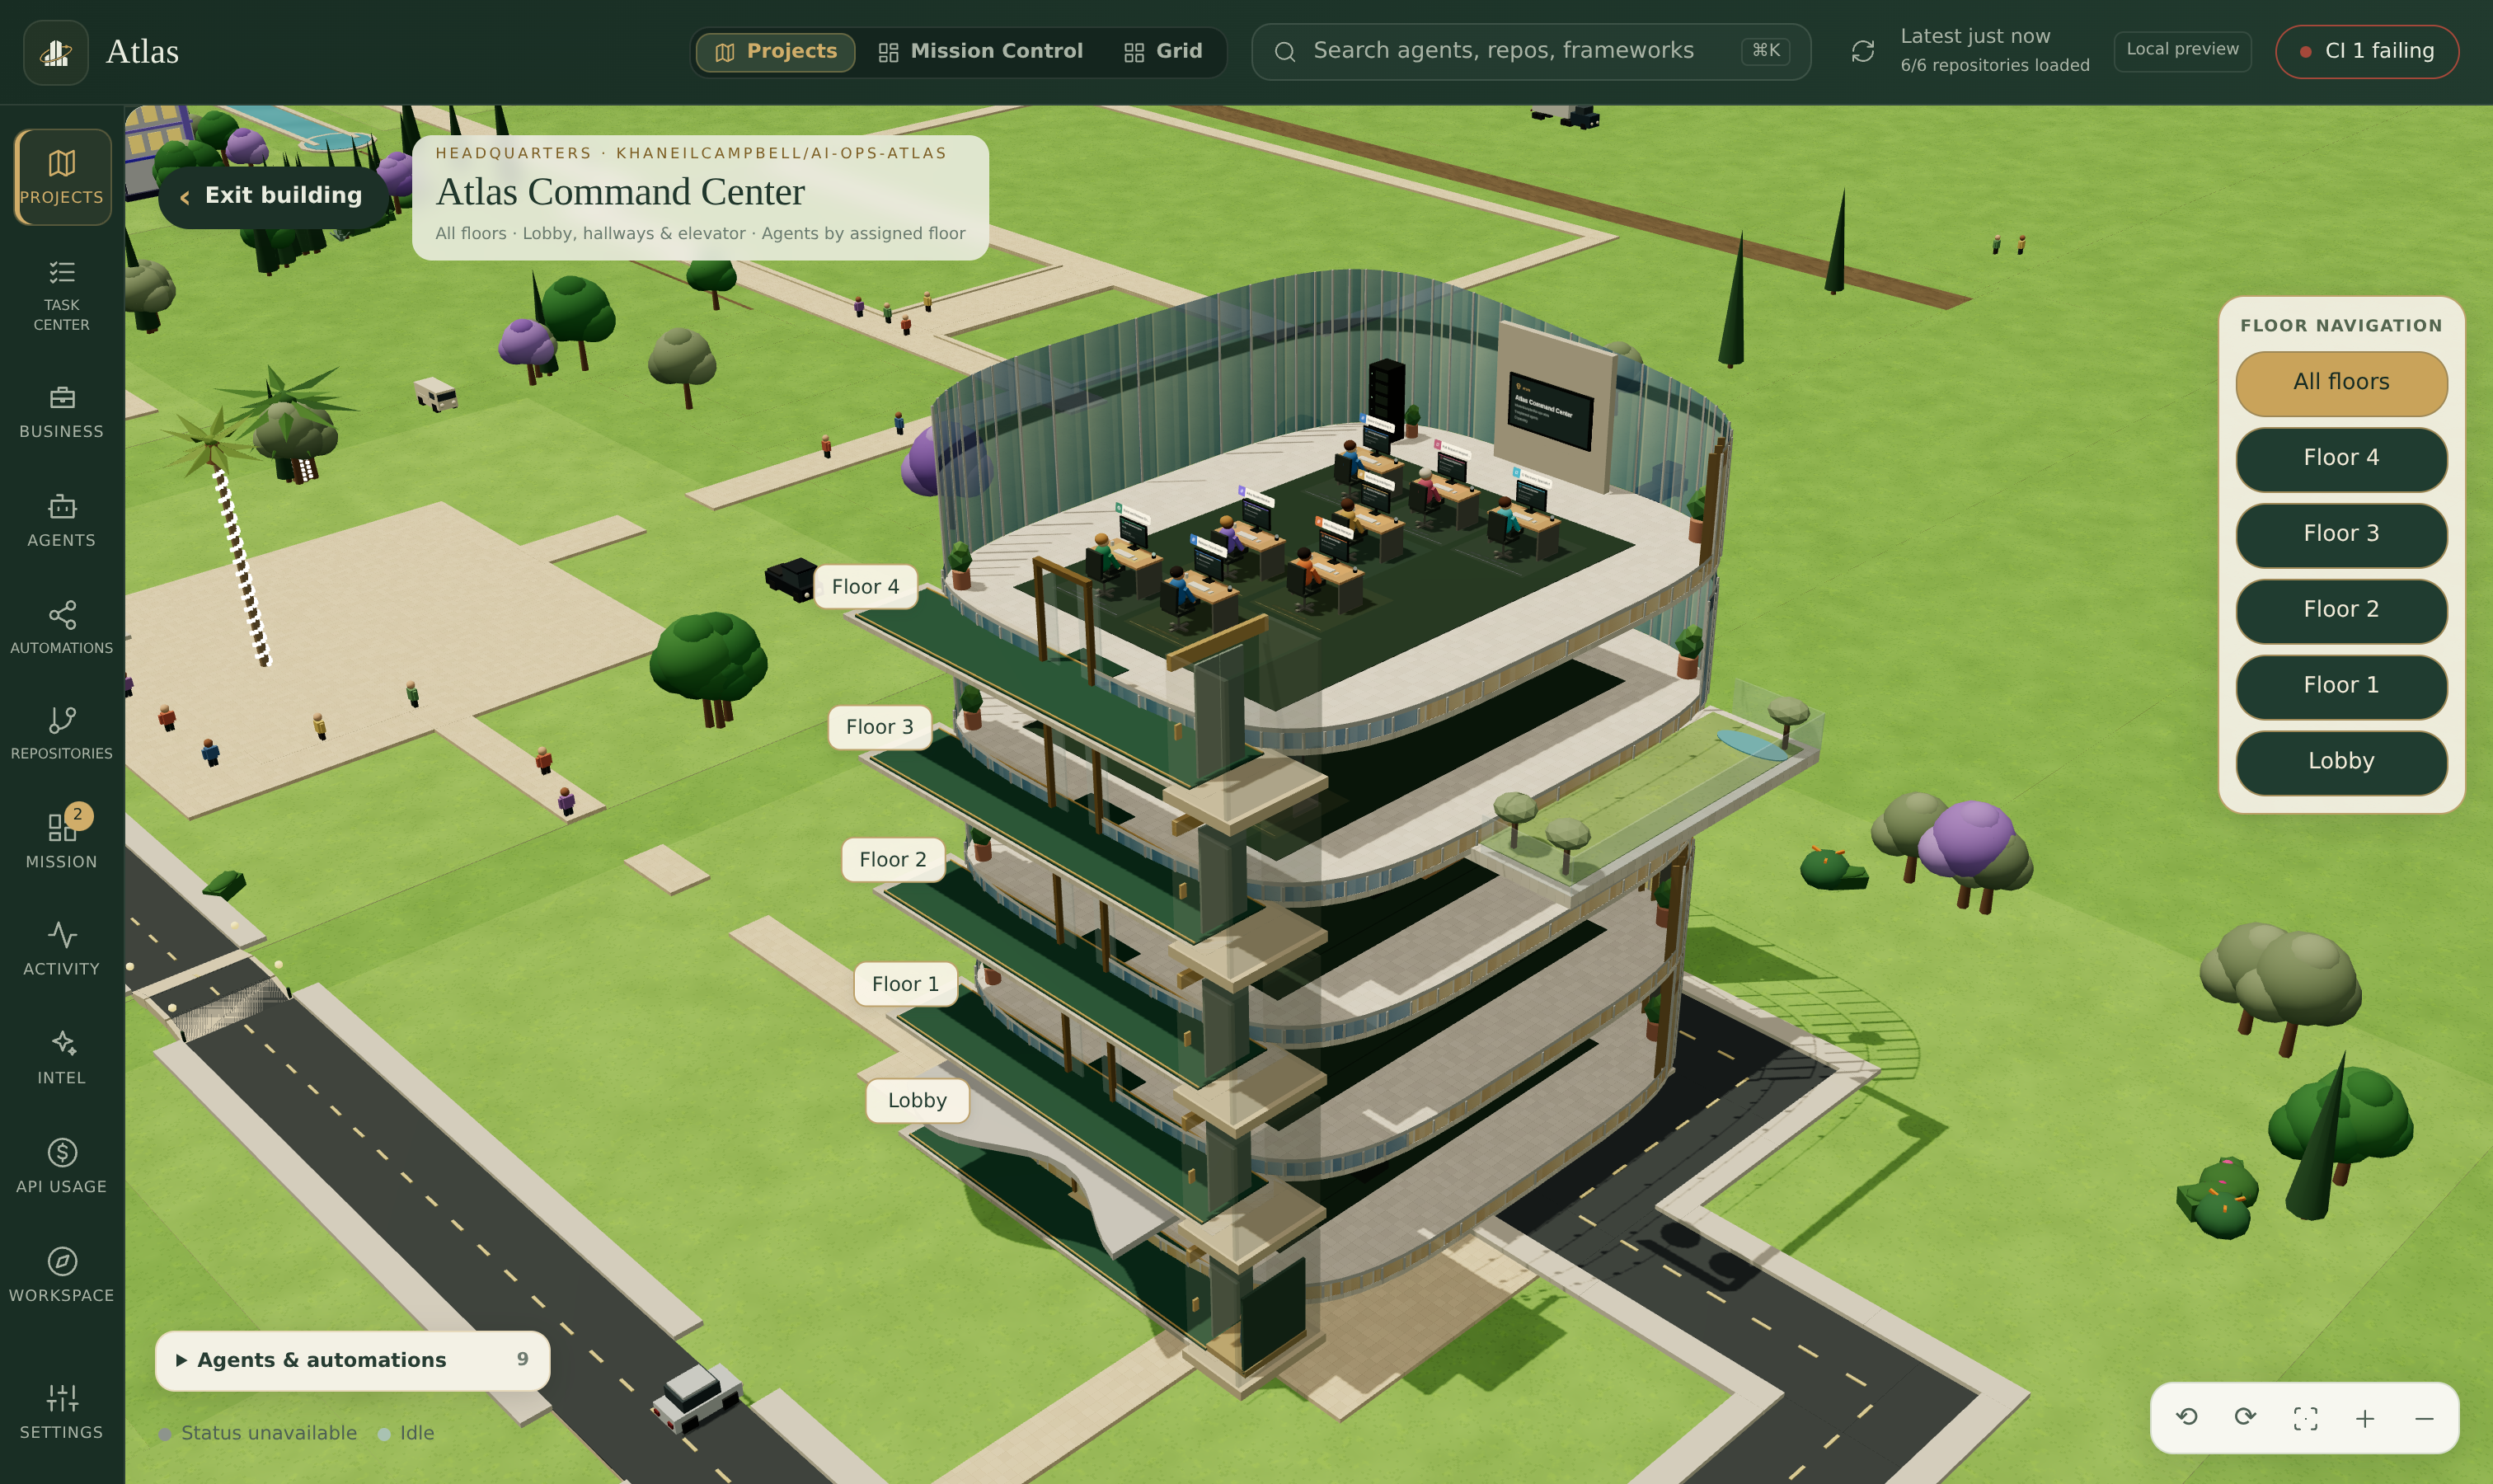 Atlas
Projects
Mission Control
Grid
Search agents, repos, frameworks
⌘K
Latest just now
6/6 repositories loaded
Local preview
CI 1 failing
PROJECTS
TASK
CENTER
BUSINESS
AGENTS
AUTOMATIONS
REPOSITORIES
MISSION
2
ACTIVITY
INTEL
API USAGE
WORKSPACE
SETTINGS
Exit building
HEADQUARTERS · KHANEILCAMPBELL/AI-OPS-ATLAS
Atlas Command Center
All floors · Lobby, hallways & elevator · Agents by assigned floor
Atlas Command Center
Floor 4
Floor 3
Floor 2
Floor 1
Lobby
FLOOR NAVIGATION
All floors
Floor 4
Floor 3
Floor 2
Floor 1
Lobby
Agents & automations
9
Status unavailable
Idle